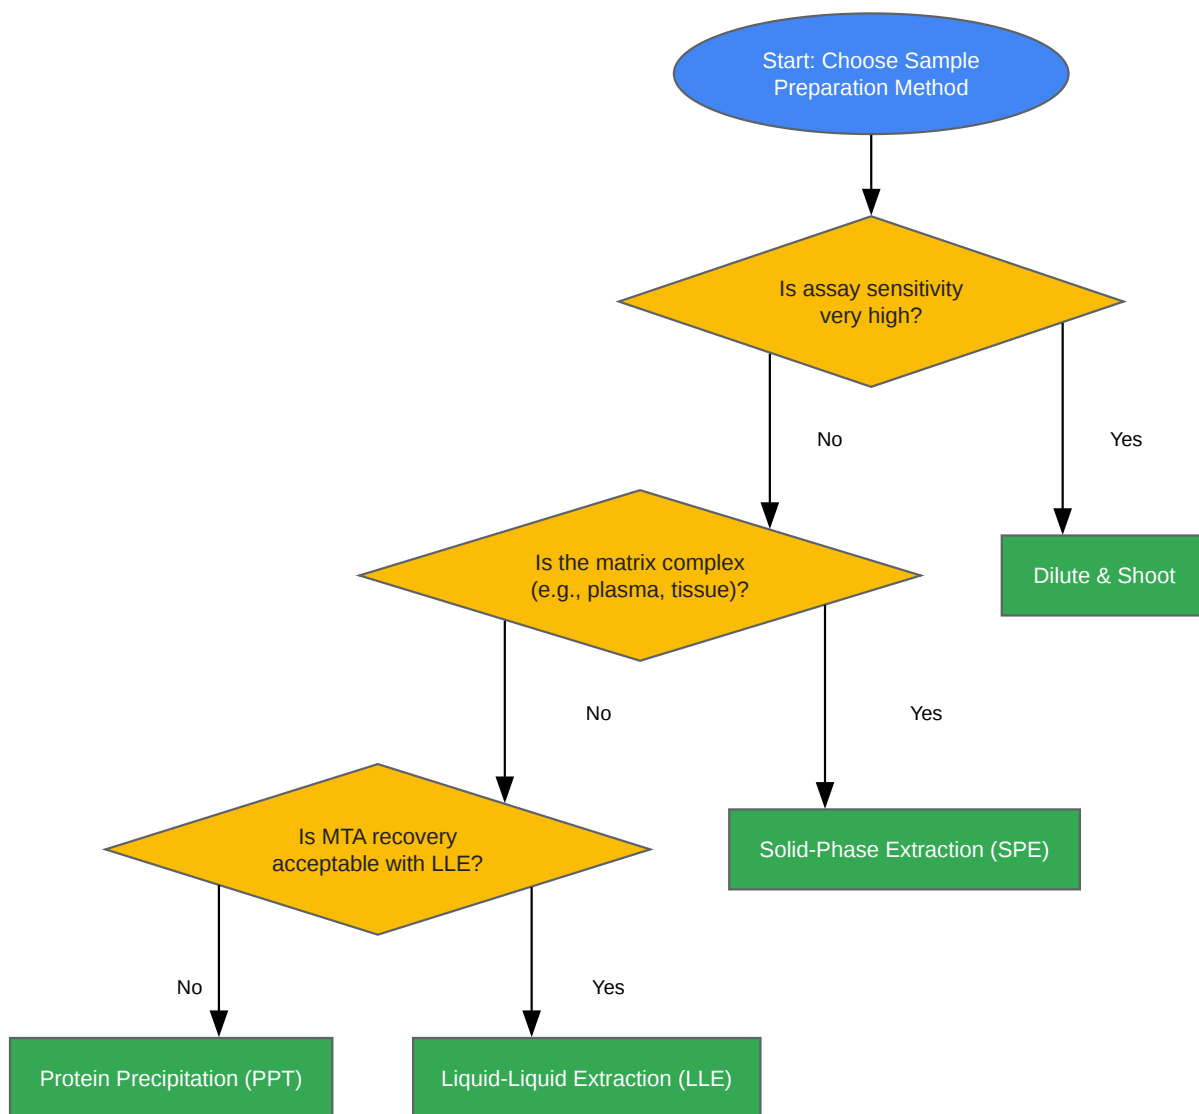 Start: Choose Sample
Preparation Method
Is assay sensitivity
very high?
No
Yes
Is the matrix complex
(e.g., plasma, tissue)?
Dilute & Shoot
No
Yes
Is MTA recovery
acceptable with LLE?
Solid-Phase Extraction (SPE)
No
Yes
Protein Precipitation (PPT)
Liquid-Liquid Extraction (LLE)